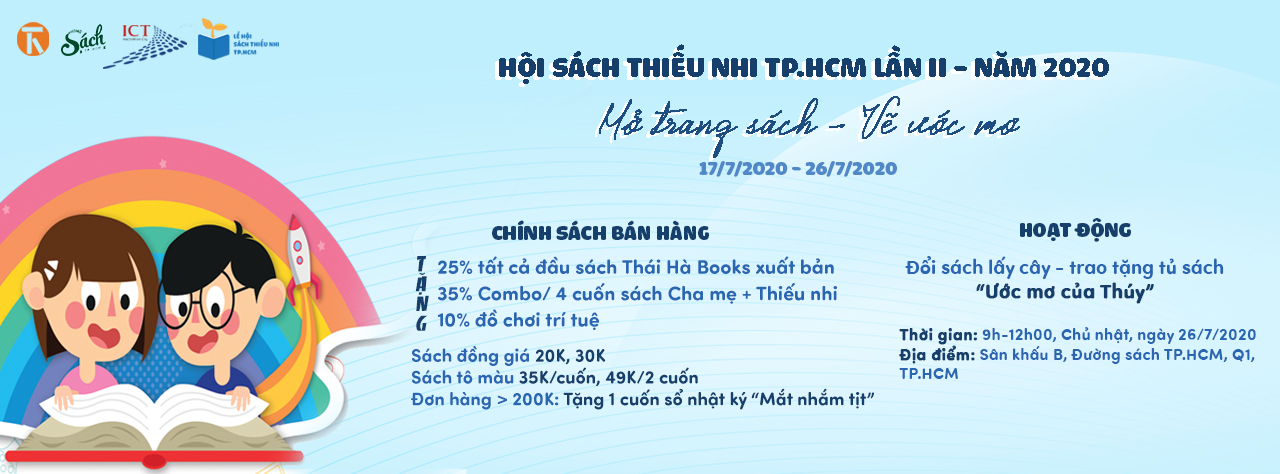 Sách
ICT
LỄ HỘI
SÁCH THIẾU NHI
TP.HCM
HỘI SÁCH THIẾU NHI TP.HCM LẦN II - NĂM 2020
Mở trang sách - Vẽ ước mơ
17/7/2020 - 26/7/2020
CHÍNH SÁCH BÁN HÀNG
TẶNG
25% tất cả đầu sách Thái Hà Books xuất bản
35% Combo/ 4 cuốn sách Cha mẹ + Thiếu nhi
10% đồ chơi trí tuệ
Sách đồng giá 20K, 30K
Sách tô màu 35K/cuốn, 49K/2 cuốn
Đơn hàng > 200K: Tặng 1 cuốn sổ nhật ký “Mắt nhắm tịt”
HOẠT ĐỘNG
Đổi sách lấy cây - trao tặng tủ sách
“Ước mơ của Thúy”
Thời gian: 9h-12h00, Chủ nhật, ngày 26/7/2020
Địa điểm: Sân khấu B, Đường sách TP.HCM, Q1,
TP.HCM